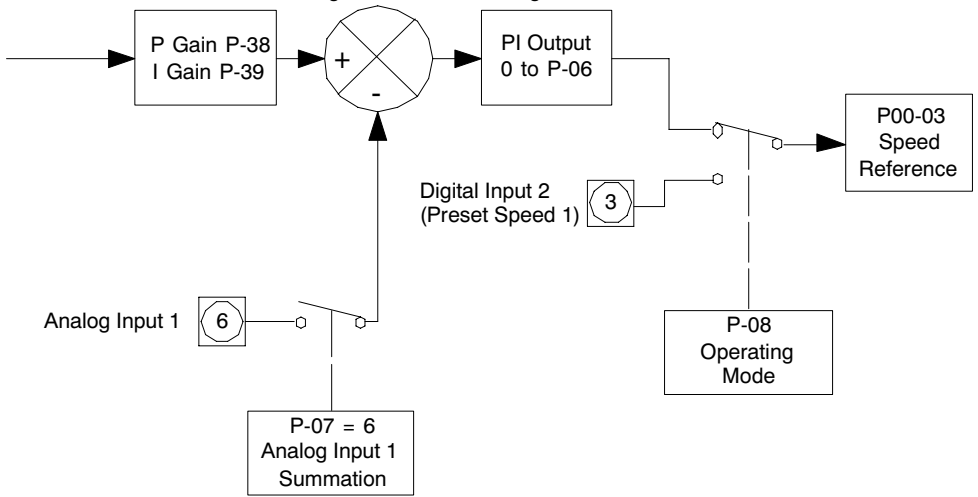 P Gain P-38
I Gain P-39
+
-
PI Output
0 to P-06
P00-03
Speed
Reference
Digital Input 2
(Preset Speed 1)
3
Analog Input 1
6
P-08
Operating
Mode
P-07 = 6
Analog Input 1
Summation